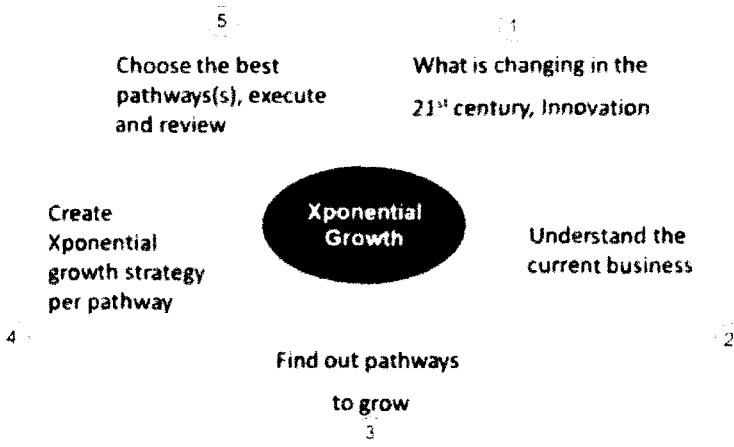 5
1
Choose the best
pathways(s), execute
and review
What is changing in the
21st century, Innovation
Xponential
Growth
Create
Xponential
growth strategy
per pathway
Understand the
current business
4
2
Find out pathways
to grow
3